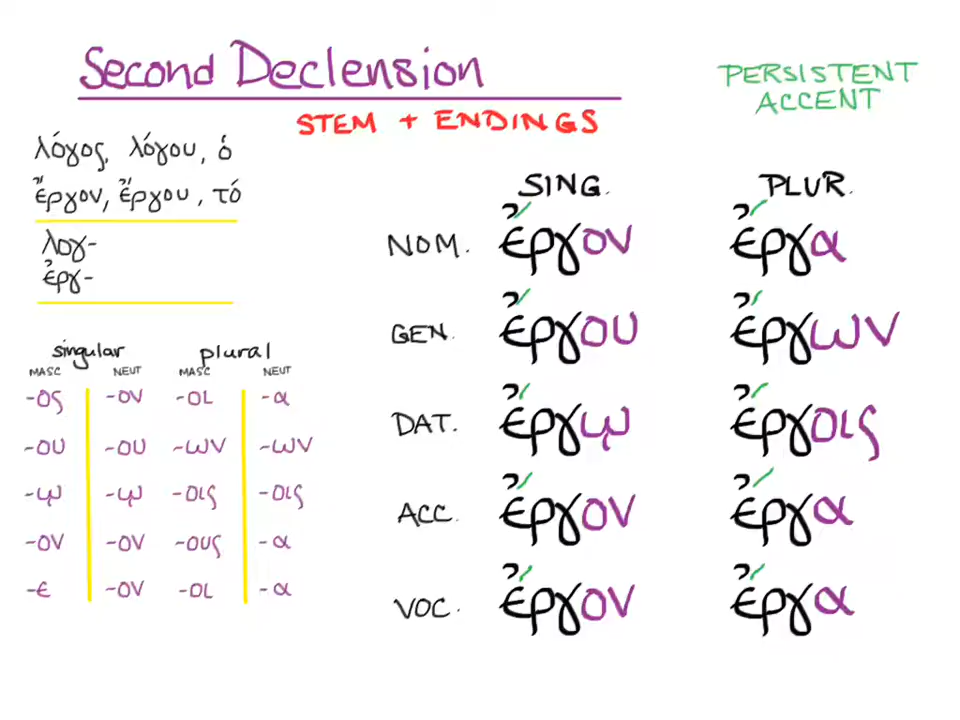 Second Declension
PERSISTENT
ACCENT
STEM + ENDINGS
λόγος, λόγου, ὁ
ἔργον, ἔργου, τό
λογ-
ἐργ-
singular plural
MASC NEUT MASC NEUT
-ος -ον -οι -α
-ου -ου -ων -ων
-ῳ -ῳ -οις -οις
-ον -ον -ους -α
-ε -ον -οι -α
SING. PLUR.
NOM. ἔργον ἔργα
GEN. ἔργου ἔργων
DAT. ἔργῳ ἔργοις
ACC. ἔργον ἔργα
VOC. ἔργον ἔργα